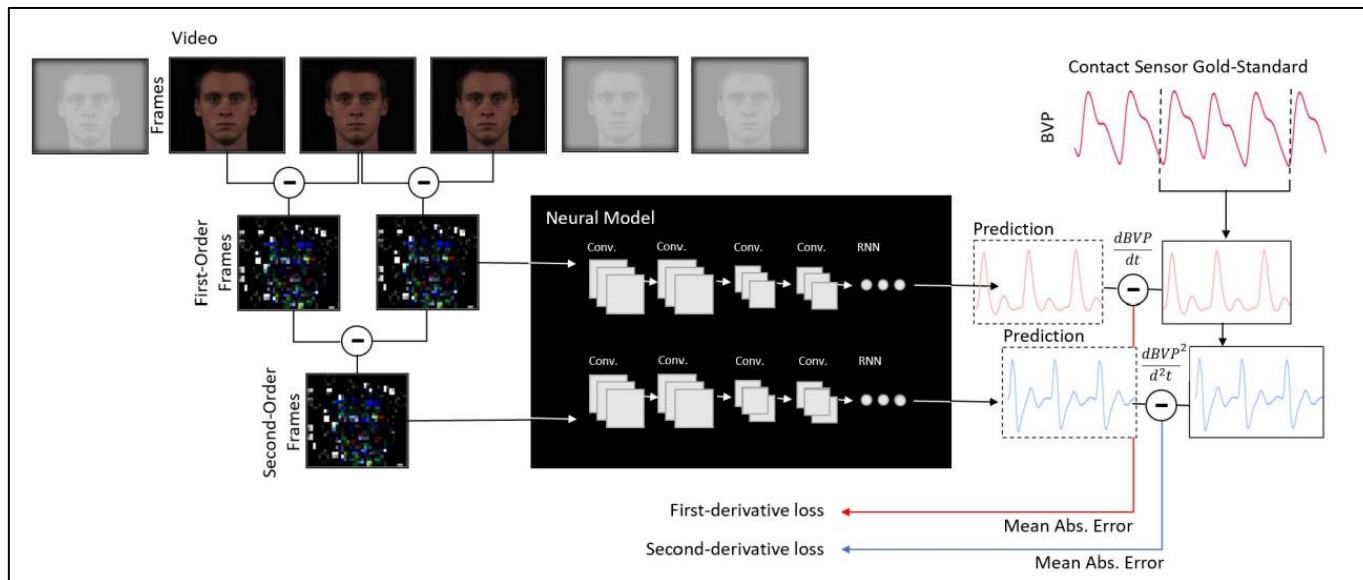 Video
Frames
First-Order
Frames
Second-Order
Frames
Neural Model
Conv.
Conv.
Conv.
Conv.
RNN
Conv.
Conv.
Conv.
Conv.
RNN
Contact Sensor Gold-Standard
BVP
Prediction
dBVP
dt
Prediction
dBVP²
d²t
First-derivative loss
Mean Abs. Error
Second-derivative loss
Mean Abs. Error